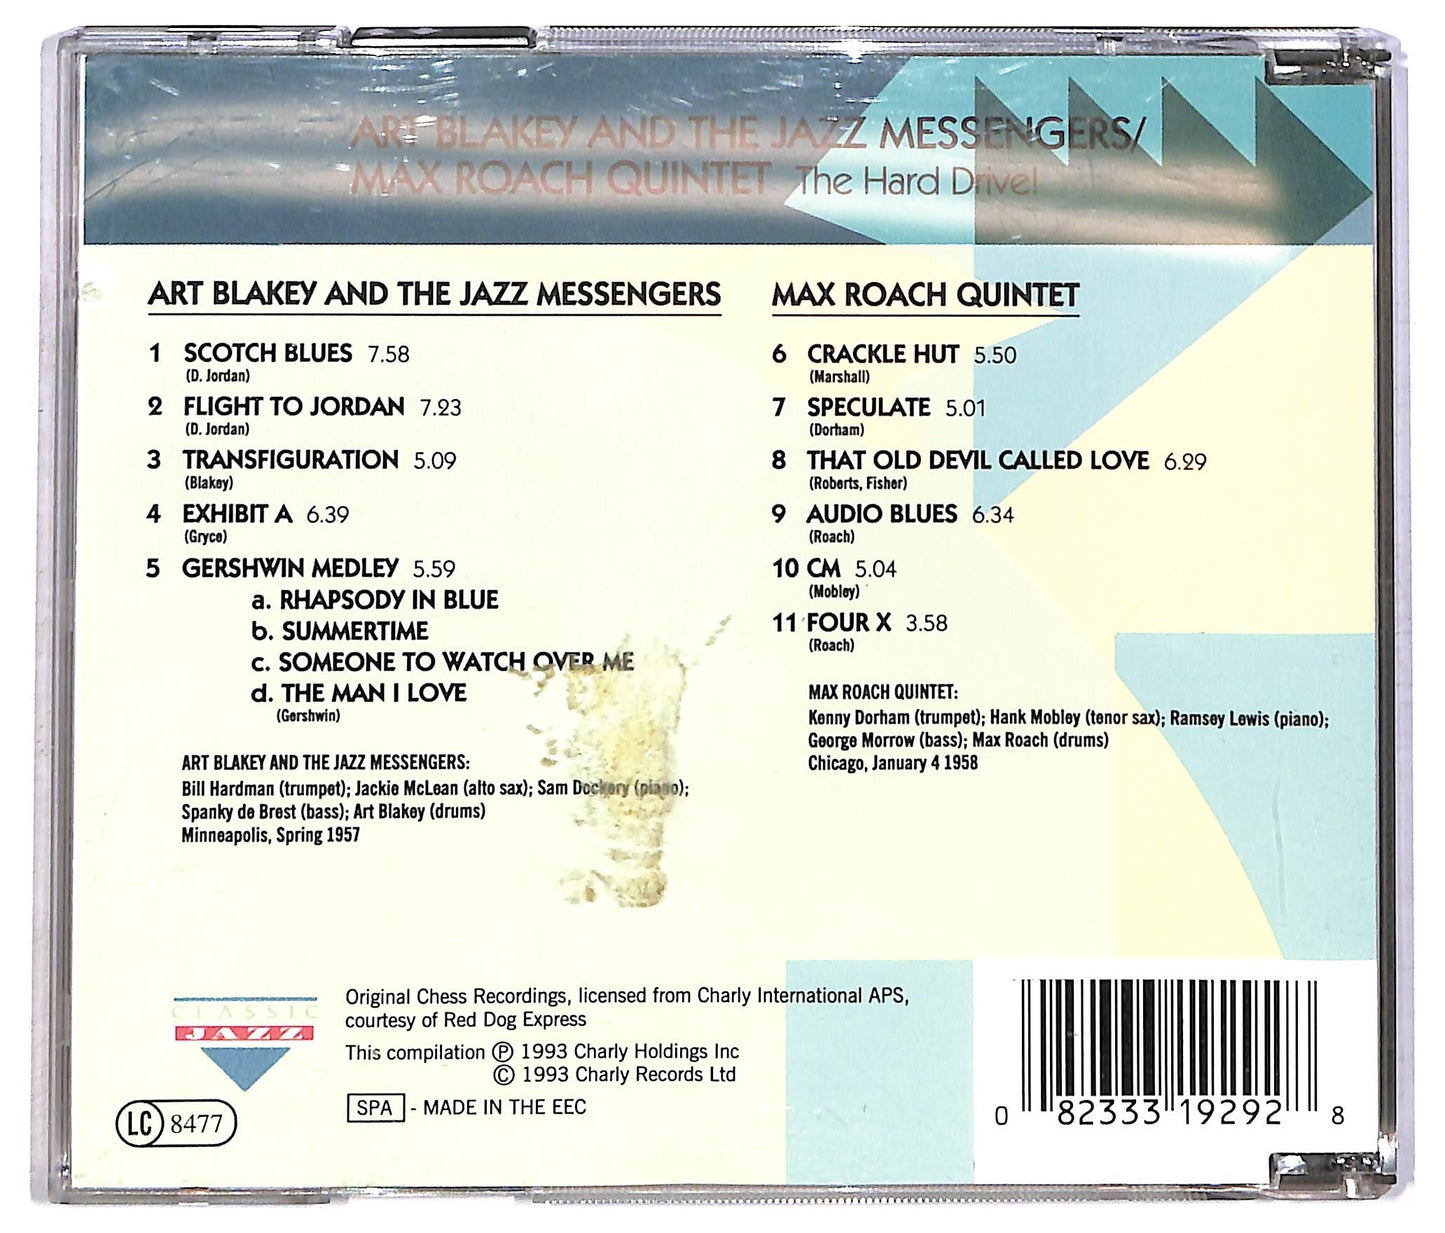 ART BLAKEY AND THE JAZZ MESSENGERS/
MAX ROACH QUINTET The Hard Drive!
ART BLAKEY AND THE JAZZ MESSENGERS
1 SCOTCH BLUES 7.58
(D. Jordan)
2 FLIGHT TO JORDAN 7.23
(D. Jordan)
3 TRANSFIGURATION 5.09
(Blakey)
4 EXHIBIT A 6.39
(Gryce)
5 GERSHWIN MEDLEY 5.59
a. RHAPSODY IN BLUE
b. SUMMERTIME
c. SOMEONE TO WATCH OVER ME
d. THE MAN I LOVE
(Gershwin)
ART BLAKEY AND THE JAZZ MESSENGERS:
Bill Hardman (trumpet); Jackie McLean (alto sax); Sam Dockery (piano);
Spanky de Brest (bass); Art Blakey (drums)
Minneapolis, Spring 1957
MAX ROACH QUINTET
6 CRACKLE HUT 5.50
(Marshall)
7 SPECULATE 5.01
(Dorham)
8 THAT OLD DEVIL CALLED LOVE 6.29
(Roberts, Fisher)
9 AUDIO BLUES 6.34
(Roach)
10 CM 5.04
(Mobley)
11 FOUR X 3.58
(Roach)
MAX ROACH QUINTET:
Kenny Dorham (trumpet); Hank Mobley (tenor sax); Ramsey Lewis (piano);
George Morrow (bass); Max Roach (drums)
Chicago, January 4 1958
CLASSIC
JAZZ
Original Chess Recordings, licensed from Charly International APS,
courtesy of Red Dog Express
This compilation Ⓟ 1993 Charly Holdings Inc
© 1993 Charly Records Ltd
SPA - MADE IN THE EEC
LC 8477
0 82333 19292 8